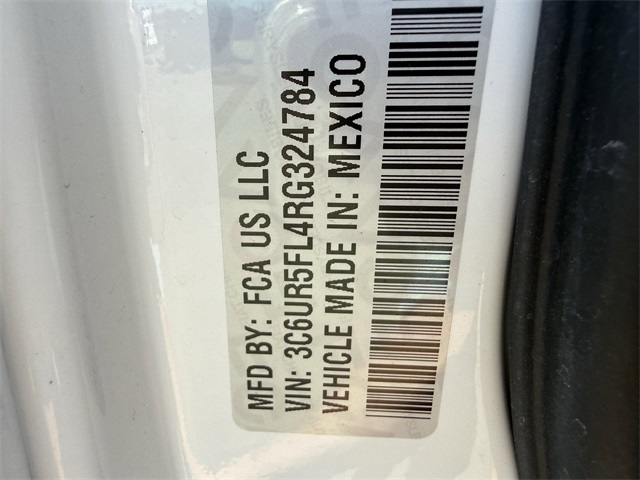 MFD BY: FCA US LLC
VIN: 3C6UR5FL4RG324784
VEHICLE MADE IN: MEXICO